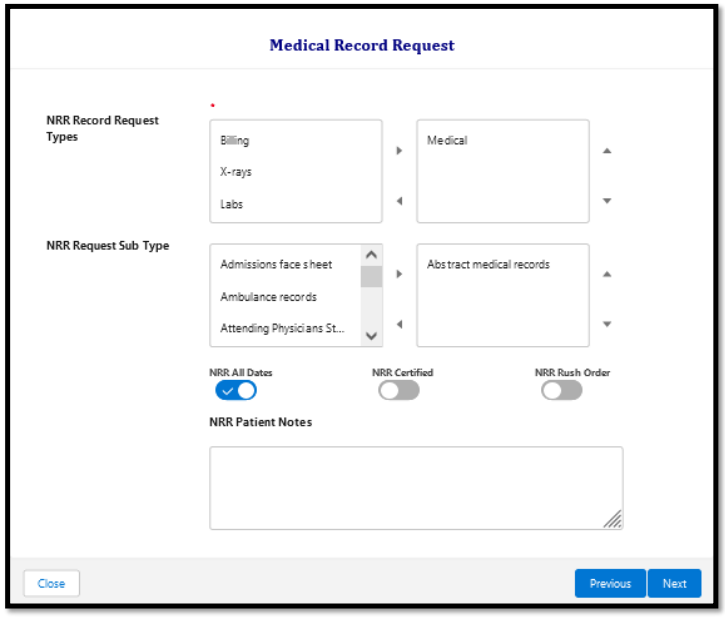 Medical Record Request
*
NRR Record Request
Types
Billing
X-rays
Labs
Medical
NRR Request Sub Type
Admissions face sheet
Ambulance records
Attending Physicians St...
Abstract medical records
NRR All Dates
NRR Certified
NRR Rush Order
NRR Patient Notes
Close
Previous
Next